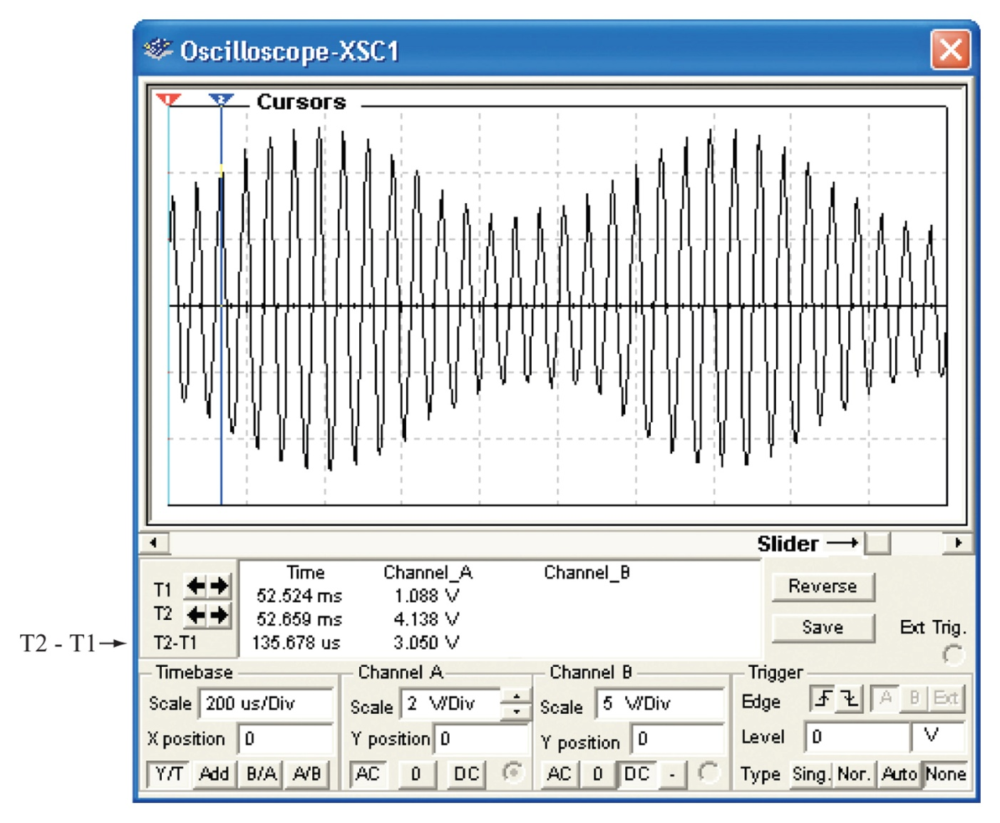 Oscilloscope-XSC1
1 2 Cursors
Slider
Time Channel_A Channel_B
T1 52.524 ms 1.088 V
T2 52.659 ms 4.138 V
T2 - T1 T2-T1 135.678 us 3.050 V
Reverse
Save
Ext Trig.
Timebase
Scale 200 us/Div
X position 0
Y/T Add B/A A/B
Channel A
Scale 2 V/Div
Y position 0
AC 0 DC
Channel B
Scale 5 V/Div
Y position 0
AC 0 DC -
Trigger
Edge A B Ext
Level 0 V
Type Sing. Nor. Auto None